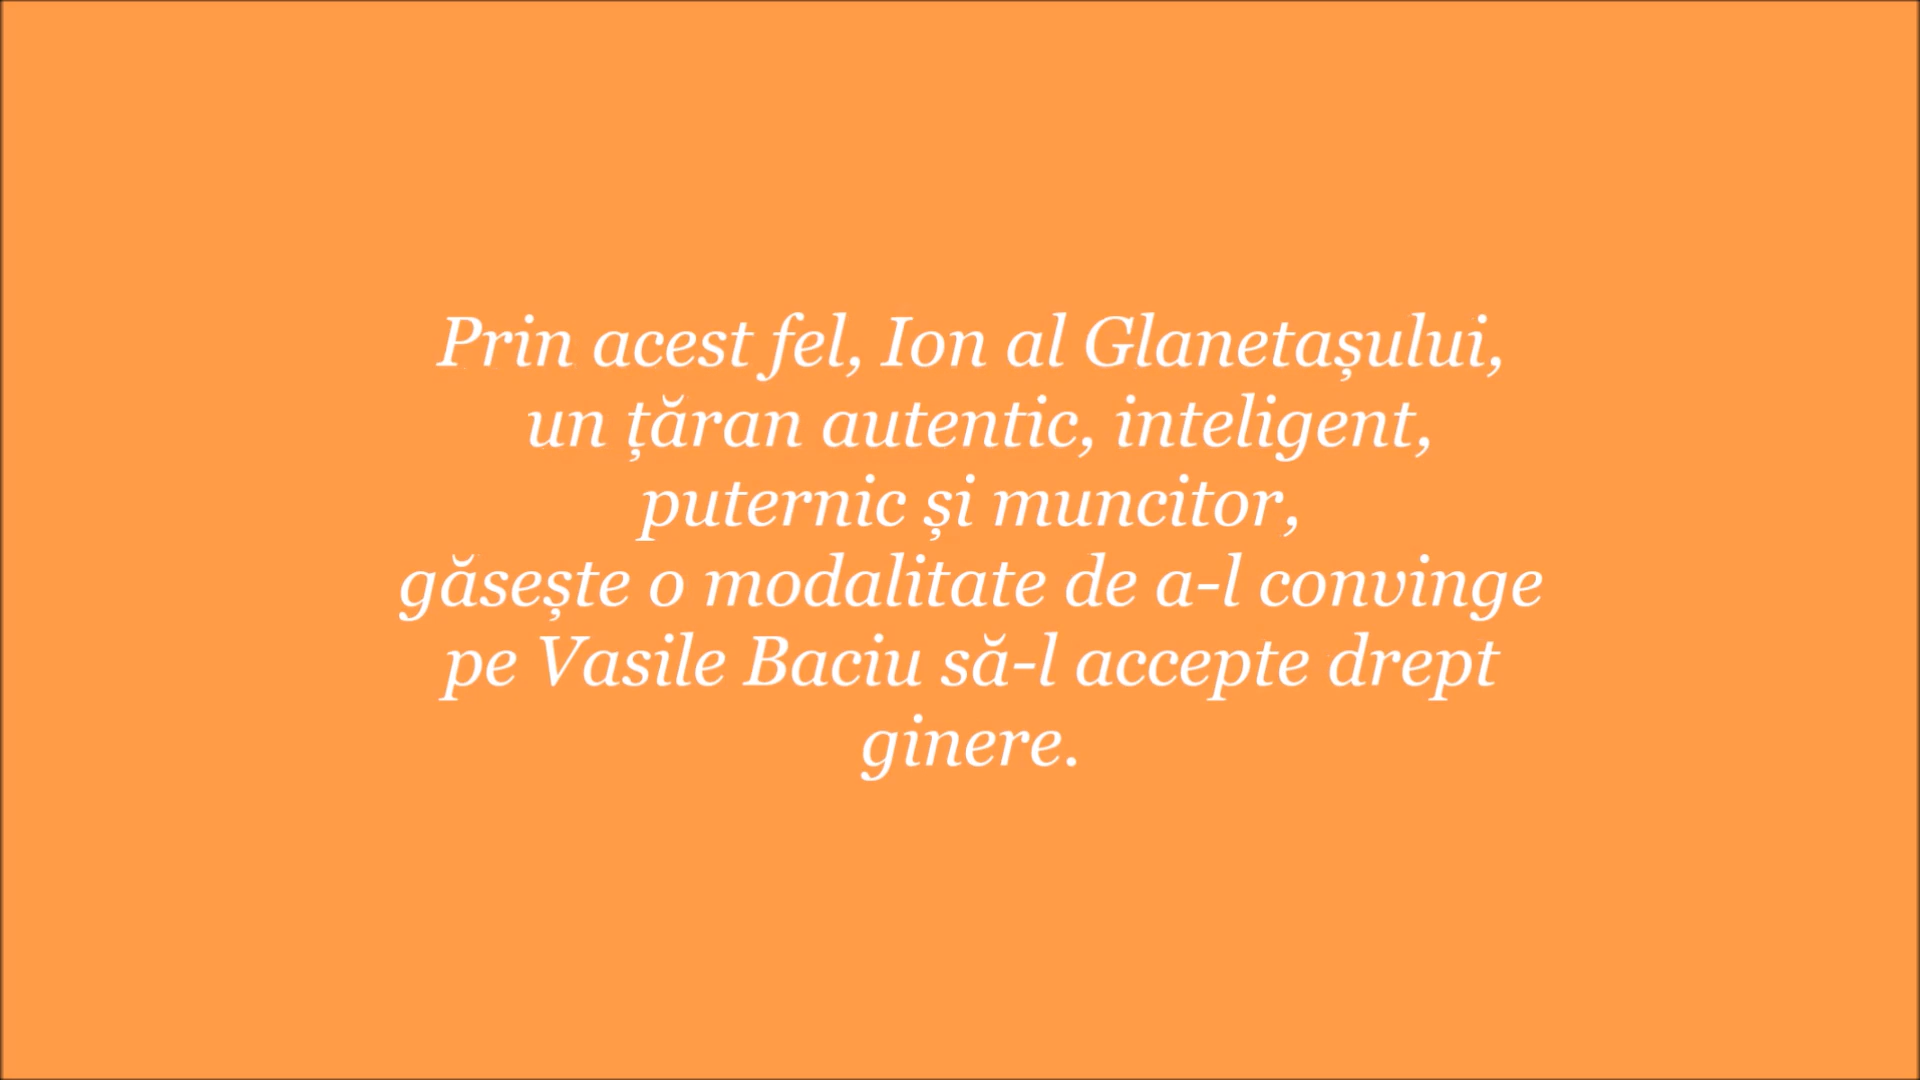 Prin acest fel, Ion al Glanetașului,
un țăran autentic, inteligent,
puternic și muncitor,
găsește o modalitate de a-l convinge
pe Vasile Baciu să-l accepte drept
ginere.